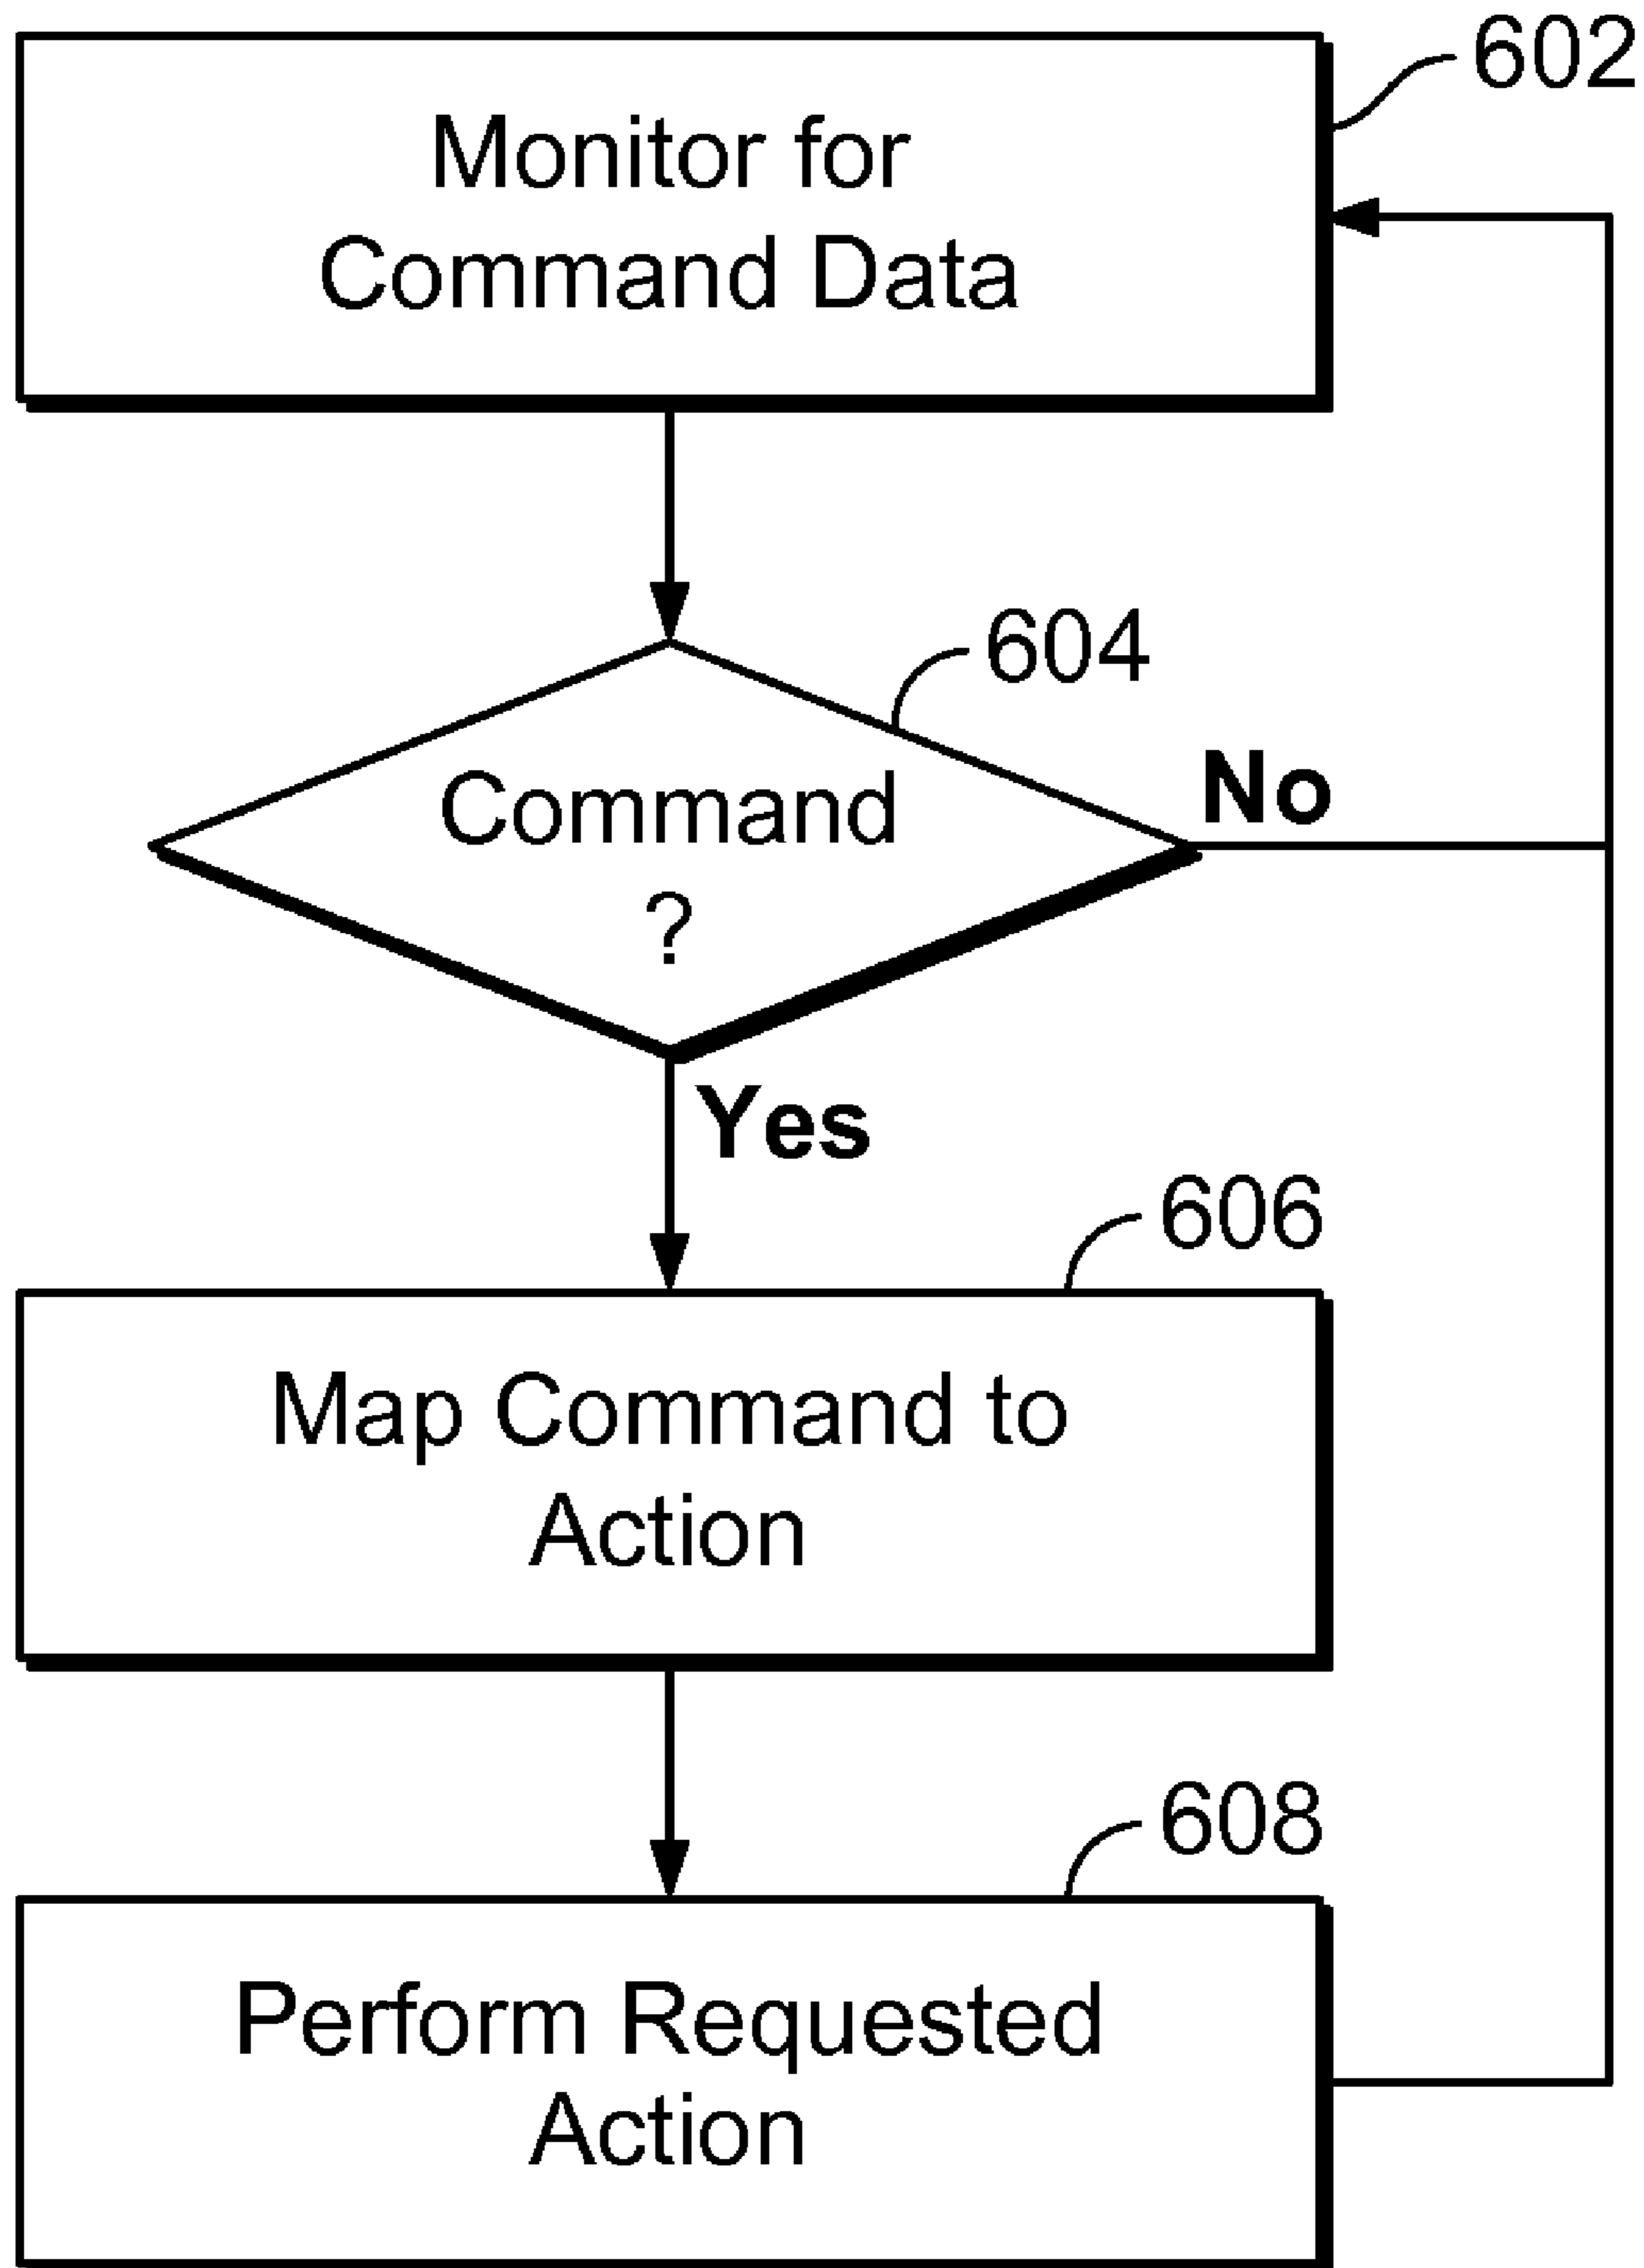 602
Monitor for
Command Data
604
Command
?
No
Yes
606
Map Command to
Action
608
Perform Requested
Action